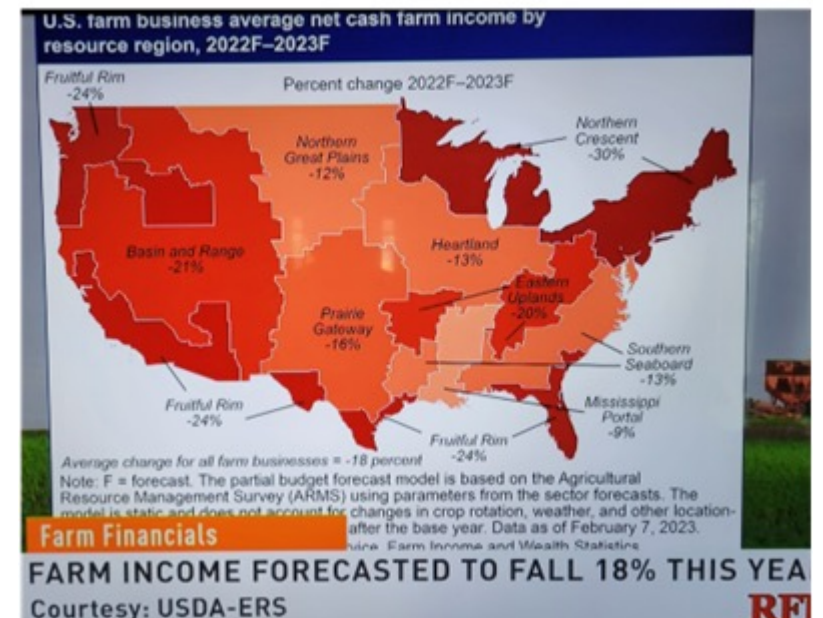 U.S. farm business average net cash farm income by
resource region, 2022F–2023F
Fruitful Rim
-24%
Percent change 2022F–2023F
Northern
Great Plains
-12%
Northern
Crescent
-30%
Basin and Range
-21%
Heartland
-13%
Eastern
Uplands
-20%
Prairie
Gateway
-16%
Southern
Seaboard
-13%
Fruitful Rim
-24%
Mississippi
Portal
-9%
Fruitful Rim
-24%
Average change for all farm businesses = -18 percent
Note: F = forecast. The partial budget forecast model is based on the Agricultural
Resource Management Survey (ARMS) using parameters from the sector forecasts. The
model is static and does not account for changes in crop rotation, weather, and other location-
after the base year. Data as of February 7, 2023.
Farm Income and Wealth Statistics
Farm Financials
FARM INCOME FORECASTED TO FALL 18% THIS YEA
Courtesy: USDA-ERS
RF